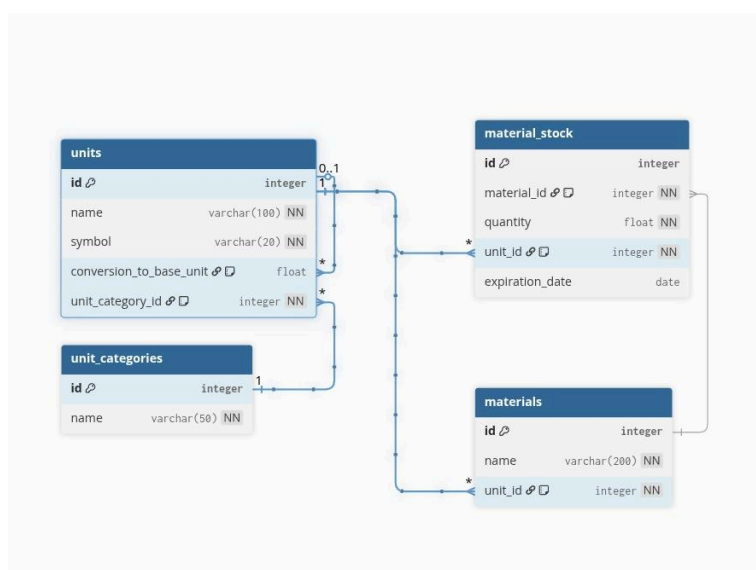 units
id integer
name varchar(100) NN
symbol varchar(20) NN
conversion_to_base_unit float
unit_category_id integer NN
0..1
1
*
*
unit_categories
id integer
name varchar(50) NN
1
material_stock
id integer
material_id integer NN
quantity float NN
* unit_id integer NN
expiration_date date
materials
id integer
name varchar(200) NN
* unit_id integer NN